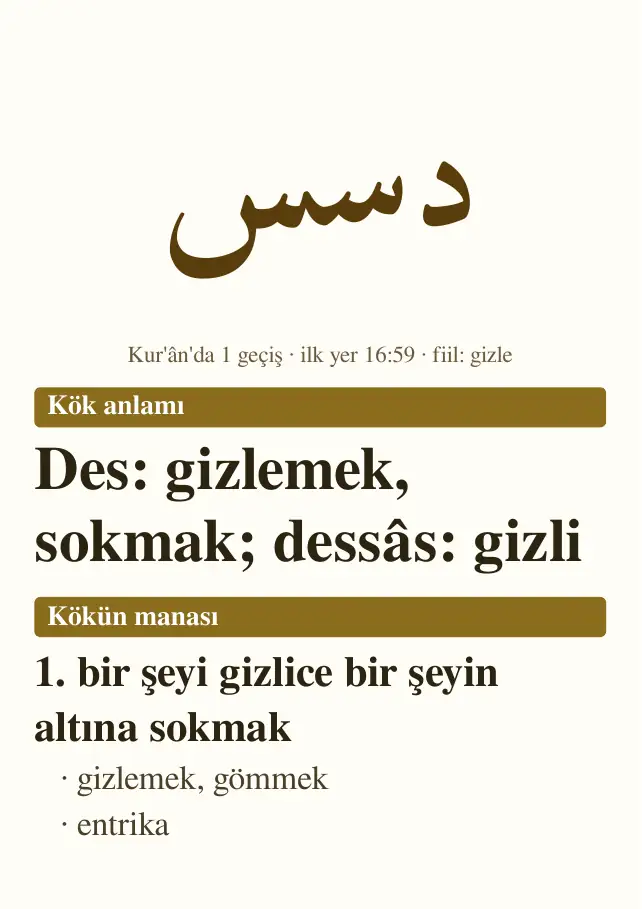 دسس
Kur'ân'da 1 geçiş · ilk yer 16:59 · fiil: gizle
Kök anlamı
Des: gizlemek,
sokmak; dessâs: gizli
Kökün manası
1. bir şeyi gizlice bir şeyin
altına sokmak
· gizlemek, gömmek
· entrika